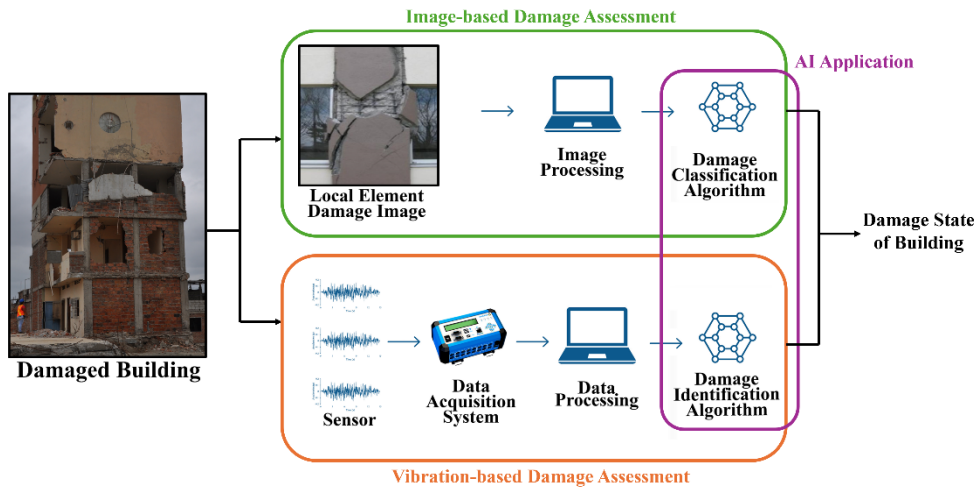 Image-based Damage Assessment
AI Application
Local Element
Damage Image
Image
Processing
Damage
Classification
Algorithm
Damaged Building
Damage State
of Building
Sensor
Data
Acquisition
System
Data
Processing
Damage
Identification
Algorithm
Vibration-based Damage Assessment